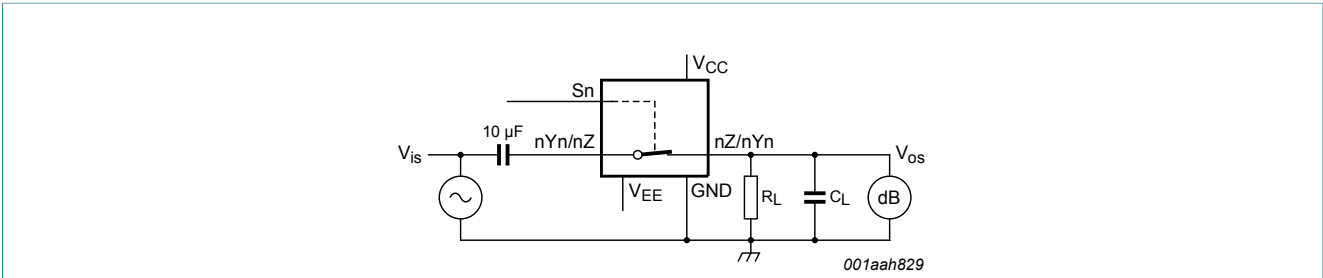 VCC
Sn
10 µF
nYn/nZ
nZ/nYn
Vis
Vos
VEE
GND
RL
CL
dB
001aah829